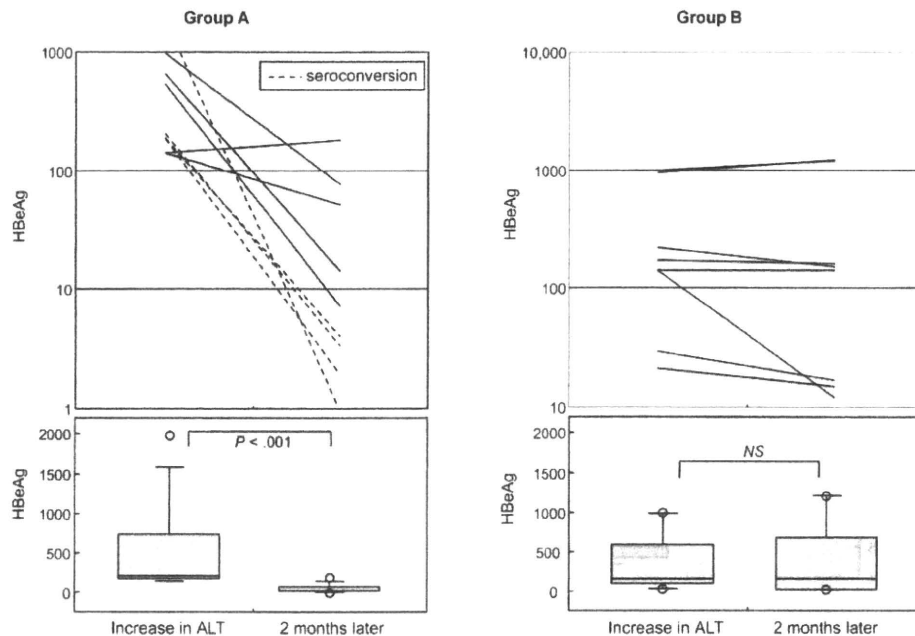 Group A
1000
100
10
1
HBeAg
seroconversion
2000
1500
1000
500
0
HBeAg
P < .001
Increase in ALT
2 months later
Group B
10,000
1000
100
10
HBeAg
2000
1500
1000
500
0
HBeAg
NS
Increase in ALT
2 months later